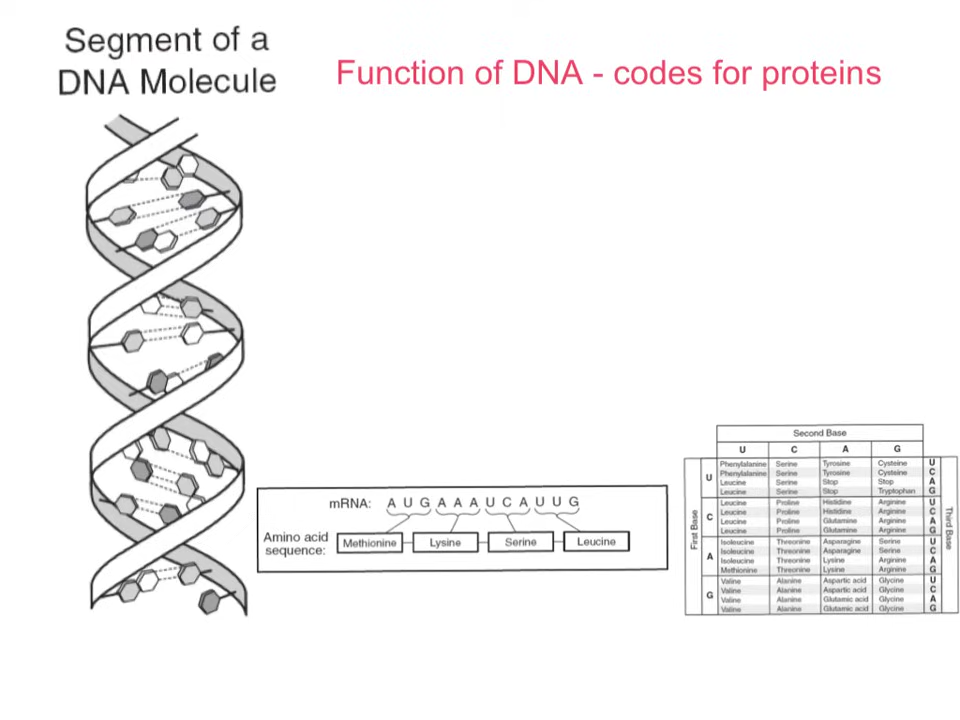 Segment of a
DNA Molecule
Function of DNA - codes for proteins
mRNA: A U G A A A U C A U U G
Amino acid
sequence:
Methionine Lysine Serine Leucine
Second Base
U C A G
First Base
Third Base
U
Phenylalanine Serine Tyrosine Cysteine U
Phenylalanine Serine Tyrosine Cysteine C
Leucine Serine Stop Stop A
Leucine Serine Stop Tryptophan G
C
Leucine Proline Histidine Arginine U
Leucine Proline Histidine Arginine C
Leucine Proline Glutamine Arginine A
Leucine Proline Glutamine Arginine G
A
Isoleucine Threonine Asparagine Serine U
Isoleucine Threonine Asparagine Serine C
Isoleucine Threonine Lysine Arginine A
Methionine Threonine Lysine Arginine G
G
Valine Alanine Aspartic acid Glycine U
Valine Alanine Aspartic acid Glycine C
Valine Alanine Glutamic acid Glycine A
Valine Alanine Glutamic acid Glycine G